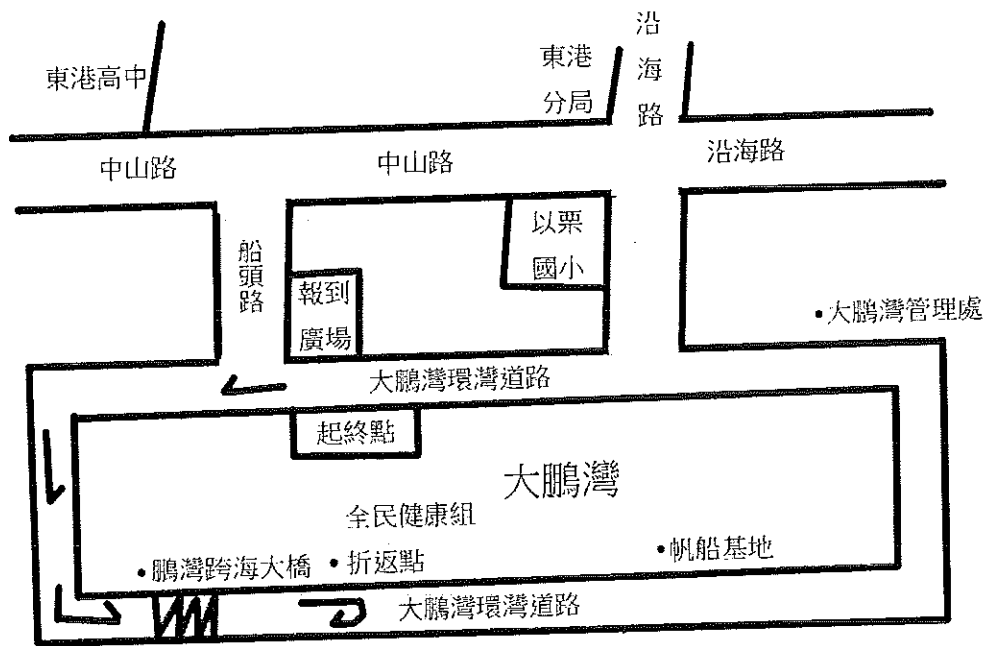 沿海路
東港高中
東港
分局
中山路
中山路
沿海路
船頭路
以栗
國小
報到
廣場
•大鵬灣管理處
大鵬灣環灣道路
起終點
大鵬灣
全民健康組
•鵬灣跨海大橋
•折返點
•帆船基地
大鵬灣環灣道路